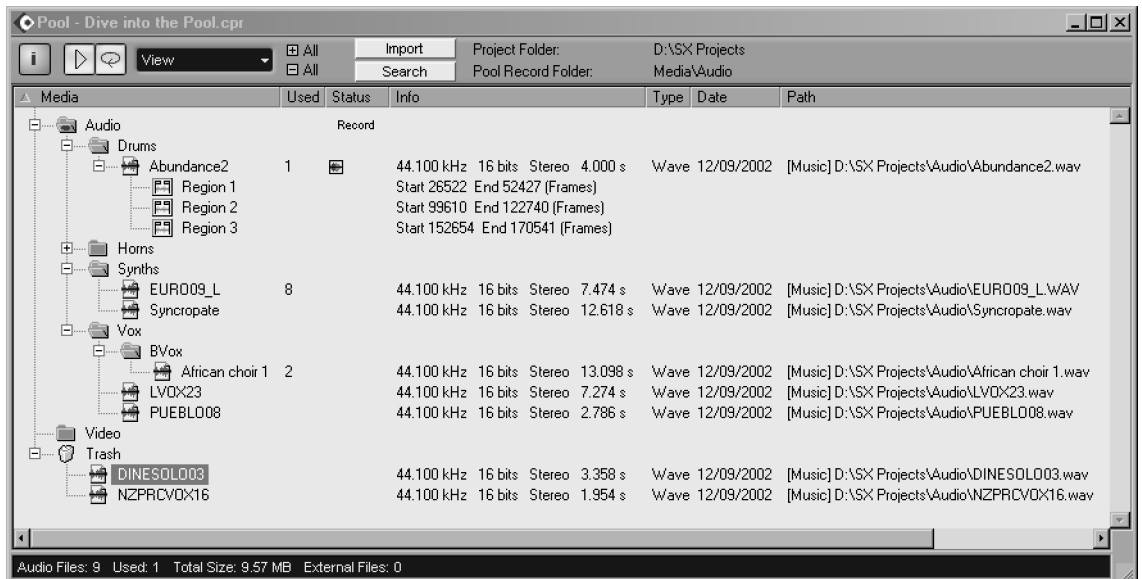 Pool - Dive into the Pool.cpr
i View + All Import Project Folder: D:\SX Projects
- All Search Pool Record Folder: Media\Audio
Media Used Status Info Type Date Path
Audio Record
Drums
Abundance2 1 44.100 kHz 16 bits Stereo 4.000 s Wave 12/09/2002 [Music] D:\SX Projects\Audio\Abundance2.wav
Region 1 Start 26522 End 52427 (Frames)
Region 2 Start 99610 End 122740 (Frames)
Region 3 Start 152654 End 170541 (Frames)
Horns
Synths
EURO09_L 8 44.100 kHz 16 bits Stereo 7.474 s Wave 12/09/2002 [Music] D:\SX Projects\Audio\EURO09_L.WAV
Syncropate 44.100 kHz 16 bits Stereo 12.618 s Wave 12/09/2002 [Music] D:\SX Projects\Audio\Syncropate.wav
Vox
BVox
African choir 1 2 44.100 kHz 16 bits Stereo 13.098 s Wave 12/09/2002 [Music] D:\SX Projects\Audio\African choir 1.wav
LVOX23 44.100 kHz 16 bits Stereo 7.274 s Wave 12/09/2002 [Music] D:\SX Projects\Audio\LVOX23.wav
PUEBLO08 44.100 kHz 16 bits Stereo 2.786 s Wave 12/09/2002 [Music] D:\SX Projects\Audio\PUEBLO08.wav
Video
Trash
DINESOLO03 44.100 kHz 16 bits Stereo 3.358 s Wave 12/09/2002 [Music] D:\SX Projects\Audio\DINESOLO03.wav
NZPRCVOX16 44.100 kHz 16 bits Stereo 1.954 s Wave 12/09/2002 [Music] D:\SX Projects\Audio\NZPRCVOX16.wav
Audio Files: 9 Used: 1 Total Size: 9.57 MB External Files: 0